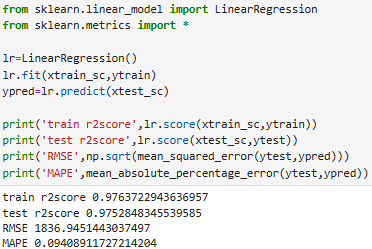 from sklearn.linear_model import LinearRegression
from sklearn.metrics import *
lr=LinearRegression()
lr.fit(xtrain_sc,ytrain)
ypred=lr.predict(xtest_sc)
print('train r2score',lr.score(xtrain_sc,ytrain))
print('test r2score',lr.score(xtest_sc,ytest))
print('RMSE',np.sqrt(mean_squared_error(ytest,ypred)))
print('MAPE',mean_absolute_percentage_error(ytest,ypred))
train r2score 0.9763722943636957
test r2score 0.9752848345539585
RMSE 1836.9451443037497
MAPE 0.09408911727214204